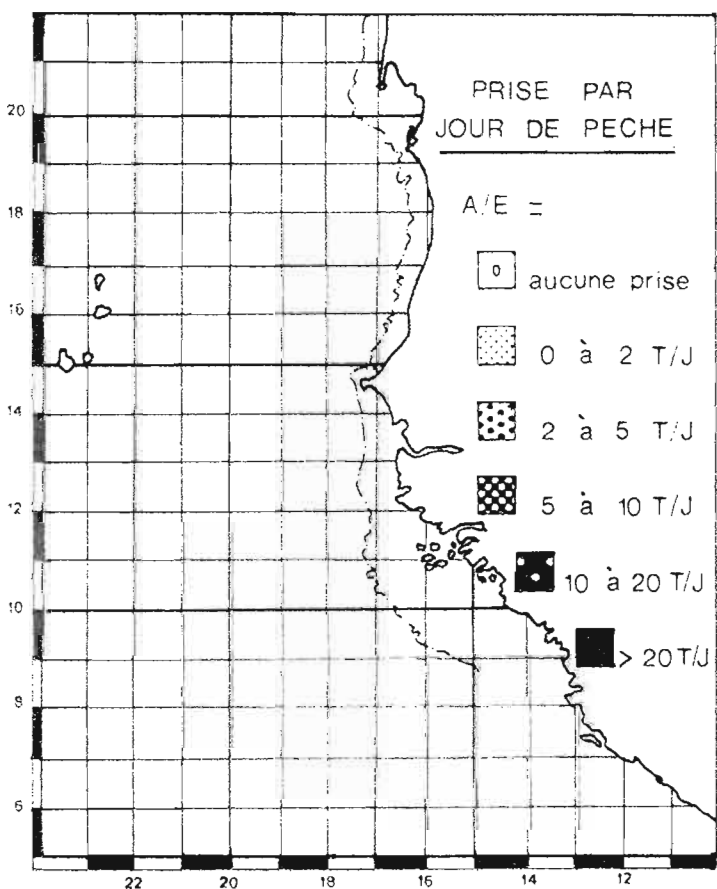 PRISE PAR
JOUR DE PECHE
A/E =
0 aucune prise
0 à 2 T/J
2 à 5 T/J
5 à 10 T/J
10 à 20 T/J
> 20 T/J
20
18
16
14
12
10
8
6
22 20 18 16 14 12